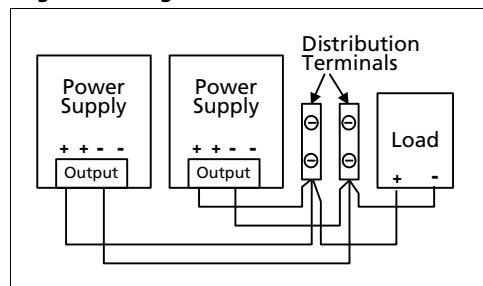 Distribution
Terminals
Power
Supply
+ + - -
Output
Power
Supply
+ + - -
Output
Load
+ -